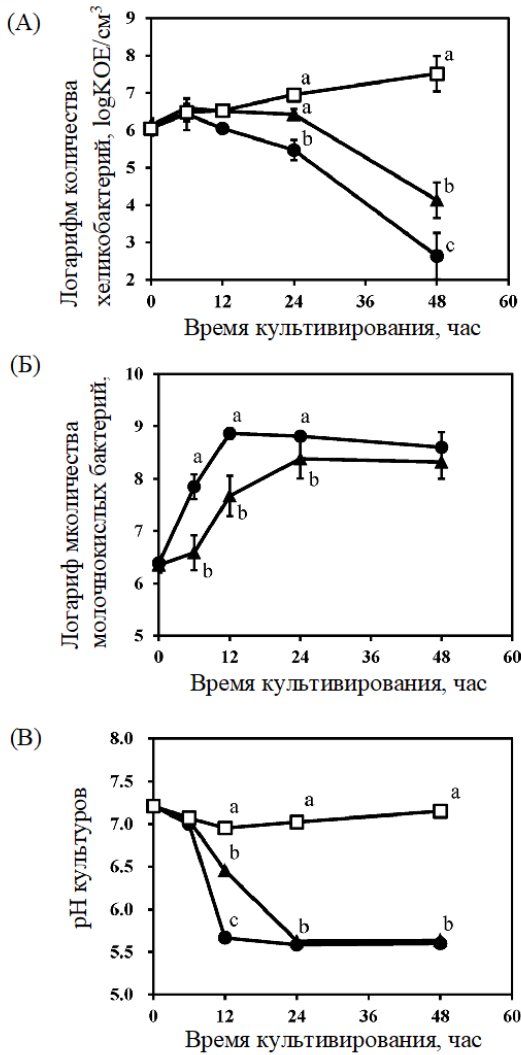 (А)
Логарифм количества
хеликобактерий, logКОЕ/см³
9
8
7
6
5
4
3
2
a
a
b
a
b
c
0
12
24
36
48
60
Время культивирования, час
(Б)
Логариф мколичества
молочнокислых бактерий,
10
9
8
7
6
5
a
a
a
b
b
b
0
12
24
36
48
60
Время культивирования, час
(В)
рН культуров
8.0
7.5
7.0
6.5
6.0
5.5
5.0
a
a
a
b
c
b
b
0
12
24
36
48
60
Время культивирования, час